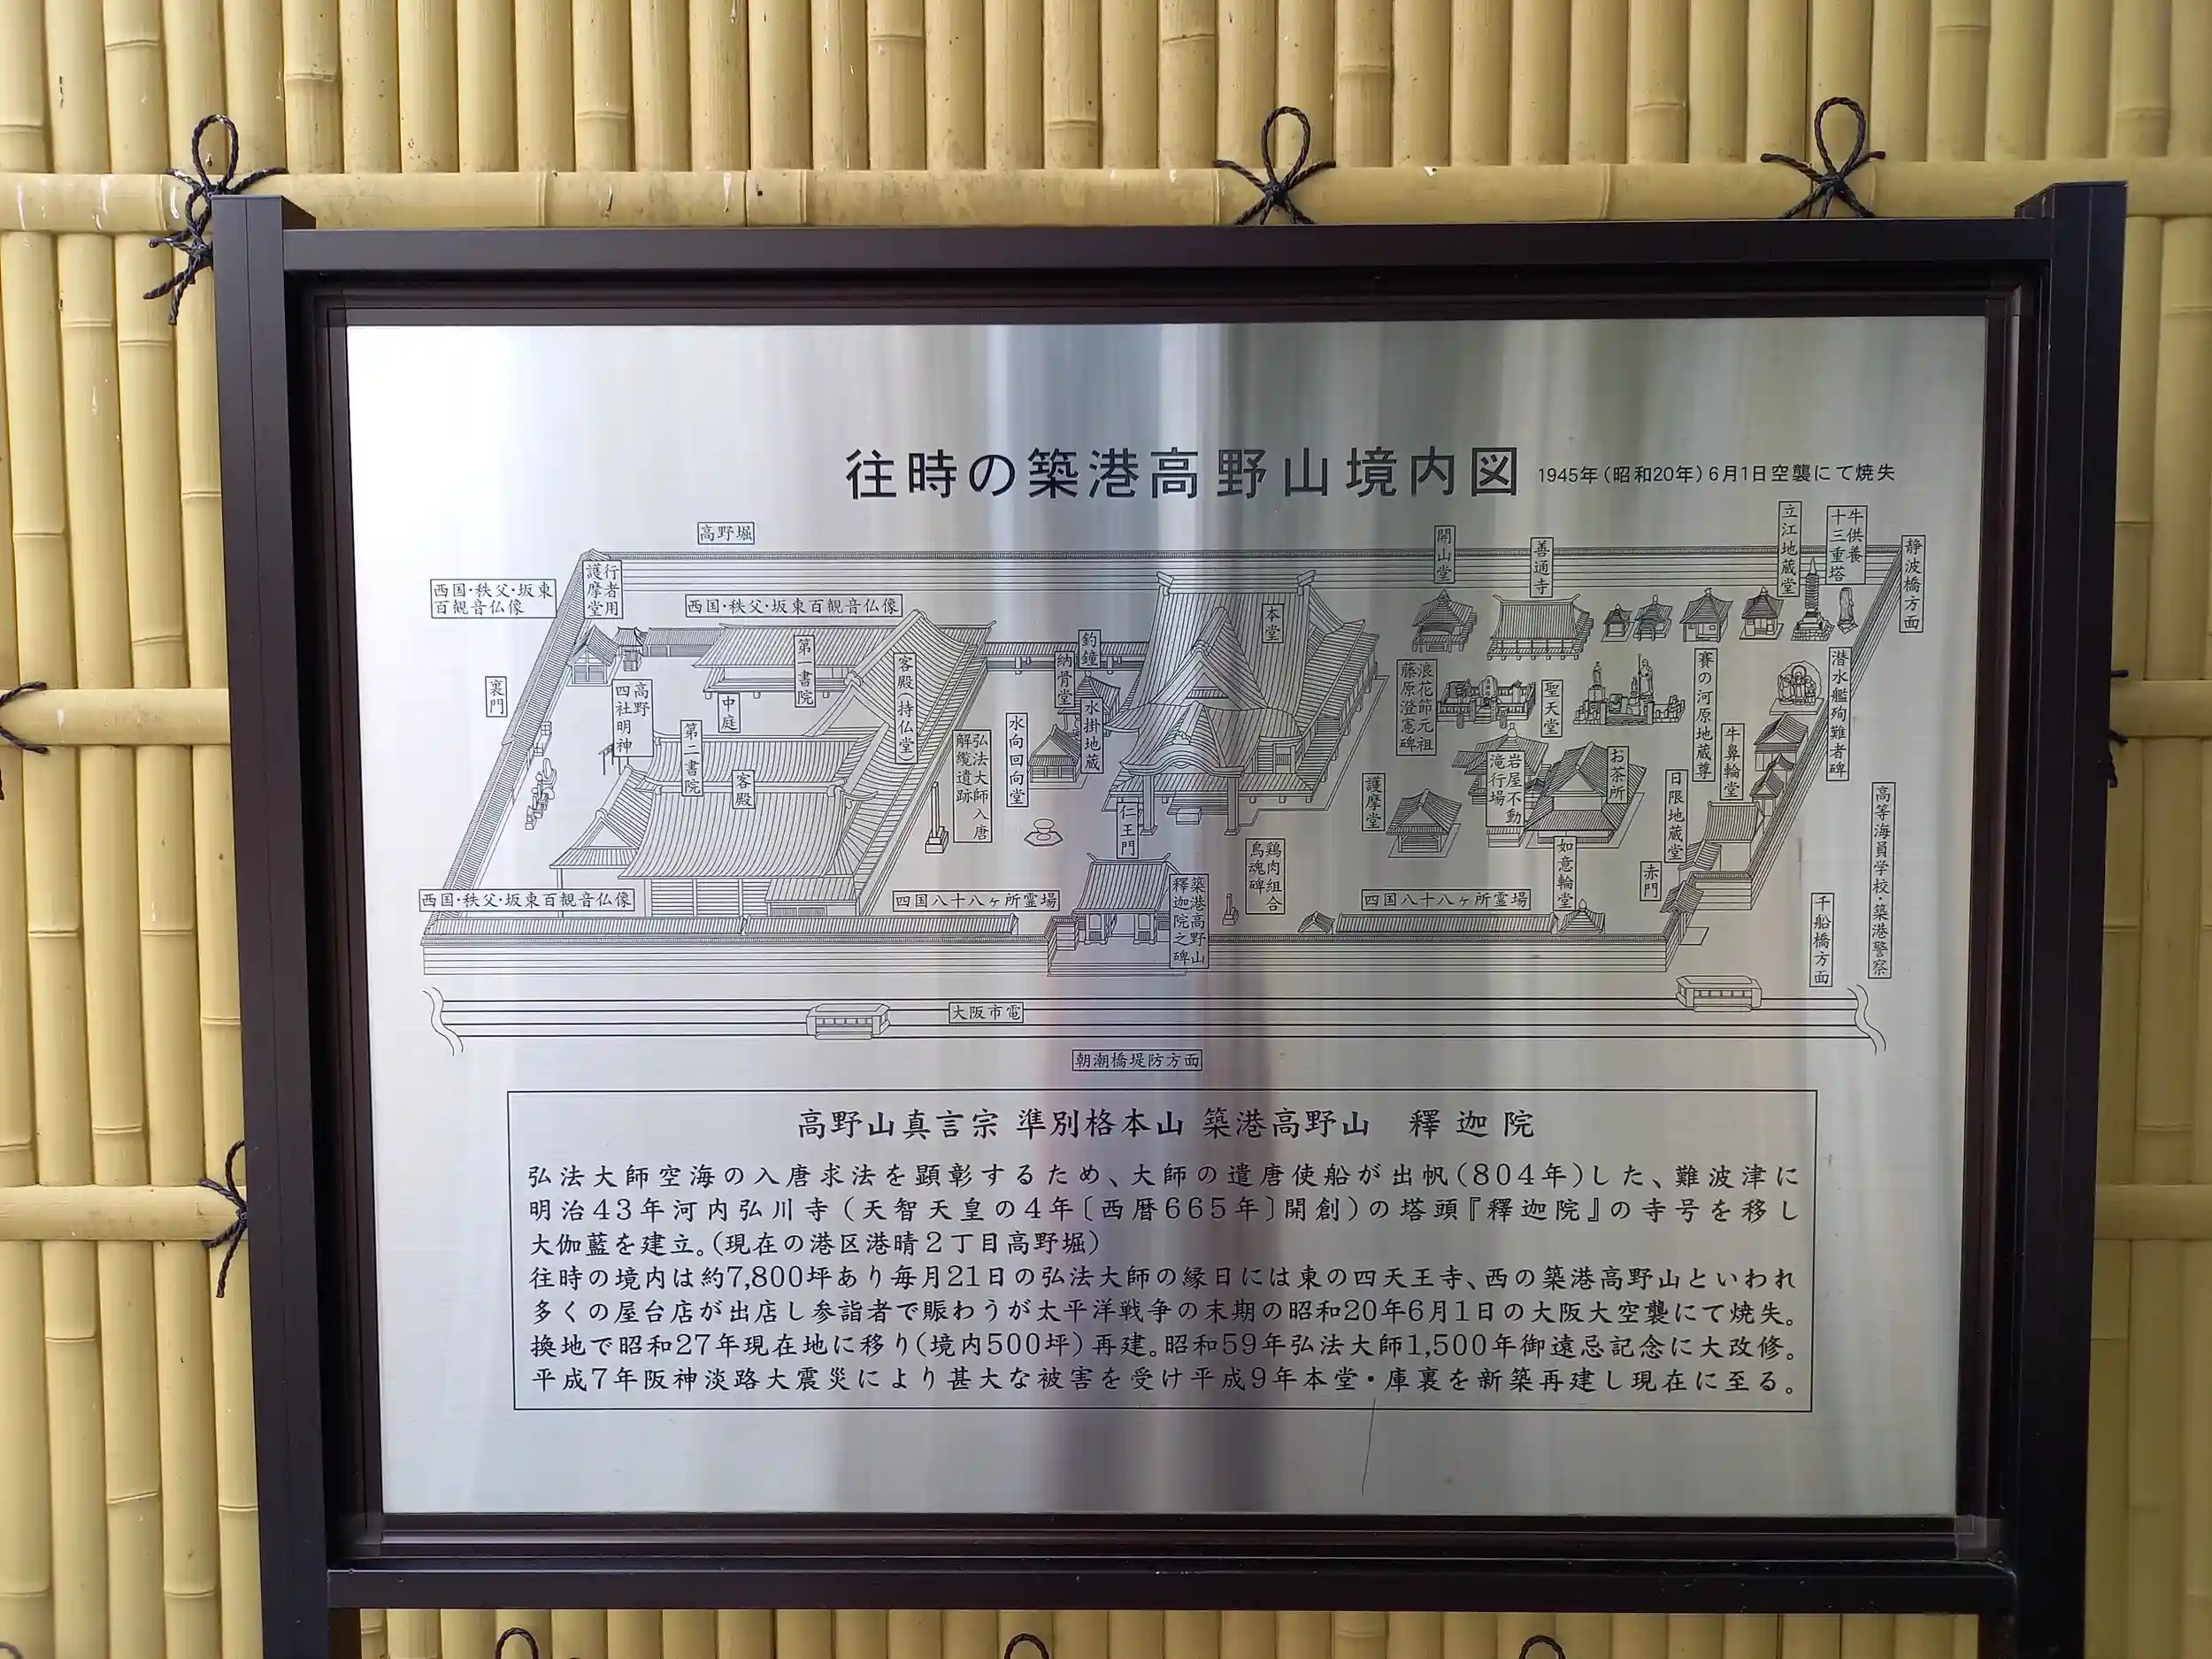 往時の築港高野山境内図 1945年(昭和20年)6月1日空襲にて焼失
高野堀
西国・秩父・坂東
百観音仏像
行者用
護摩堂
西国・秩父・坂東百観音仏像
裏門
高野
四社明神
中庭
第一書院
第二書院
客殿
客殿(持仏堂)
弘法大師入唐
解纜遺跡
水向回向堂
納骨堂
釣鐘
水掛地蔵
本堂
仁王門
開山堂
善通寺
立江地蔵堂
牛供養
十三重塔
静波橋方面
浪花節元祖
藤原澄憲碑
聖天堂
賽の河原地蔵尊
潜水艦殉難者碑
牛鼻輪堂
岩屋不動
滝行場
お茶所
護摩堂
日限地蔵堂
如意輪堂
赤門
高等海員学校・築港警察
千船橋方面
鶏肉組合
鳥魂碑
築港高野山
釋迦院之碑
西国・秩父・坂東百観音仏像
四国八十八ヶ所霊場
四国八十八ヶ所霊場
大阪市電
朝潮橋堤防方面
高野山真言宗 準別格本山 築港高野山 釋迦院
弘法大師空海の入唐求法を顕彰するため、大師の遣唐使船が出帆(804年)した、難波津に
明治43年河内弘川寺(天智天皇の4年〔西暦665年〕開創)の塔頭『釋迦院』の寺号を移し
大伽藍を建立。(現在の港区港晴2丁目高野堀)
往時の境内は約7,800坪あり毎月21日の弘法大師の縁日には東の四天王寺、西の築港高野山といわれ
多くの屋台店が出店し参詣者で賑わうが太平洋戦争の末期の昭和20年6月1日の大阪大空襲にて焼失。
換地で昭和27年現在地に移り(境内500坪)再建。昭和59年弘法大師1,500年御遠忌記念に大改修。
平成7年阪神淡路大震災により甚大な被害を受け平成9年本堂・庫裏を新築再建し現在に至る。